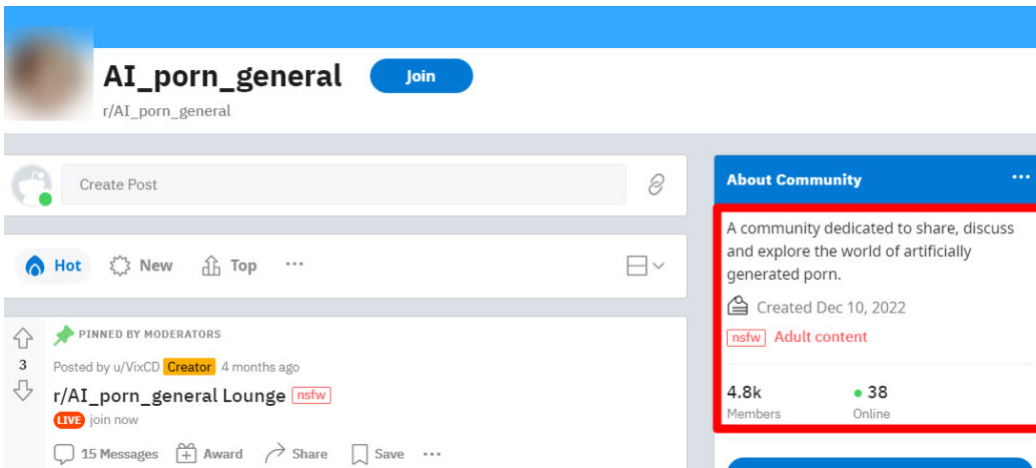 AI_porn_general
Join
r/AI_porn_general
Create Post
Hot New Top ...
PINNED BY MODERATORS
3
Posted by u/VixCD Creator 4 months ago
r/AI_porn_general Lounge nsfw
LIVE join now
15 Messages Award Share Save ...
About Community ...
A community dedicated to share, discuss
and explore the world of artificially
generated porn.
Created Dec 10, 2022
nsfw Adult content
4.8k 38
Members Online